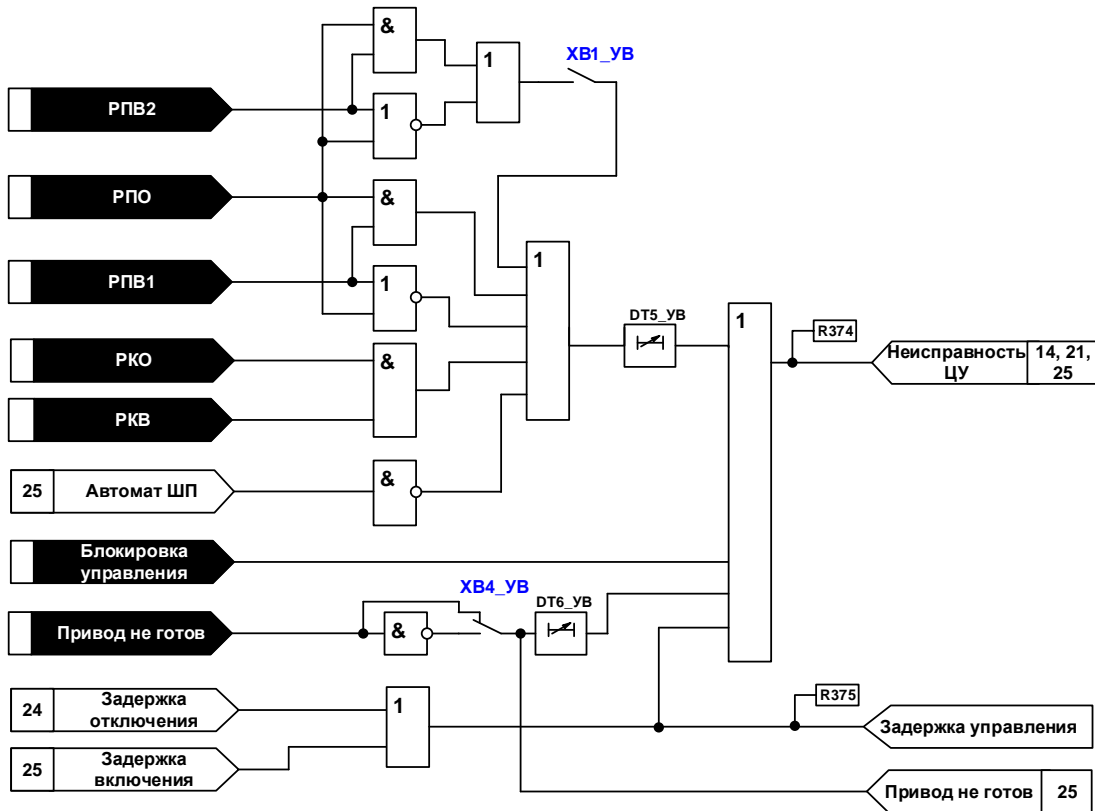 &
1
ХВ1_УВ
РПВ2
1
РПО
&
1
РПВ1
1
DT5_УВ
1
R374
РКО
&
Неисправность
ЦУ
14, 21,
25
РКВ
25
Автомат ШП
&
Блокировка
управления
ХВ4_УВ
DT6_УВ
Привод не готов
&
24
Задержка
отключения
1
R375
Задержка управления
25
Задержка
включения
Привод не готов
25